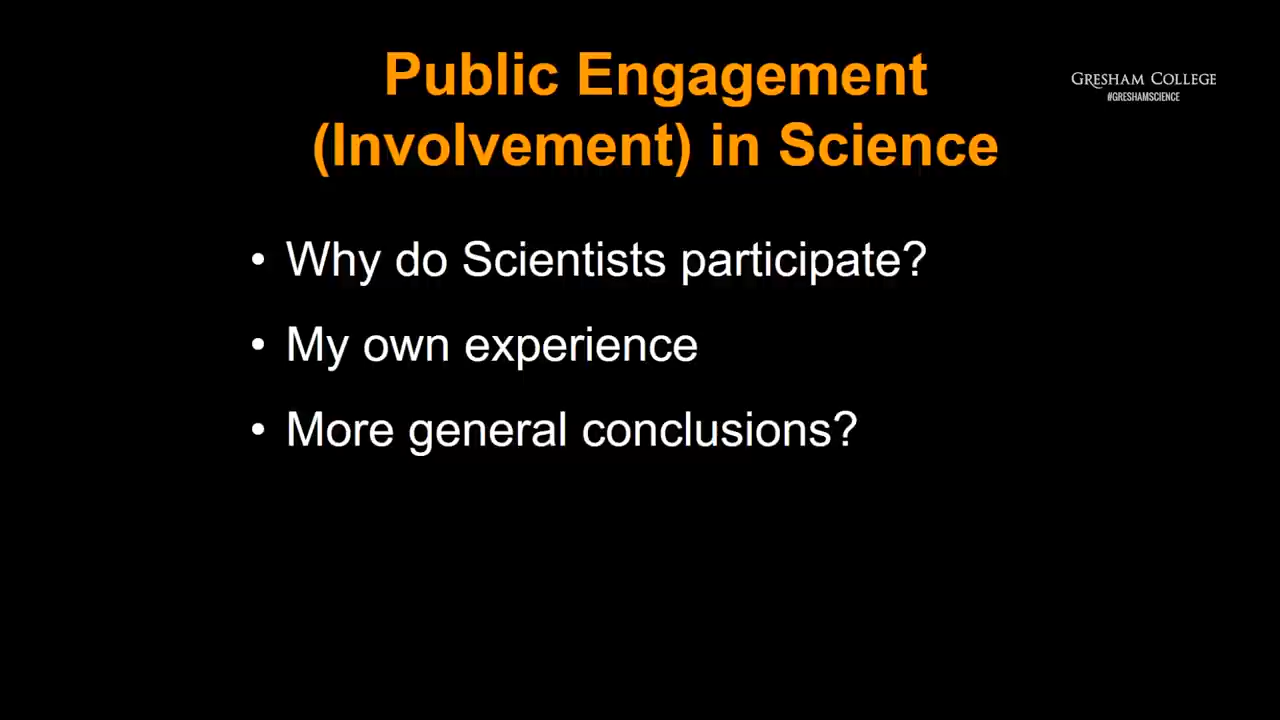 Public Engagement
(Involvement) in Science
GRESHAM COLLEGE
#GRESHAMSCIENCE
• Why do Scientists participate?
• My own experience
• More general conclusions?